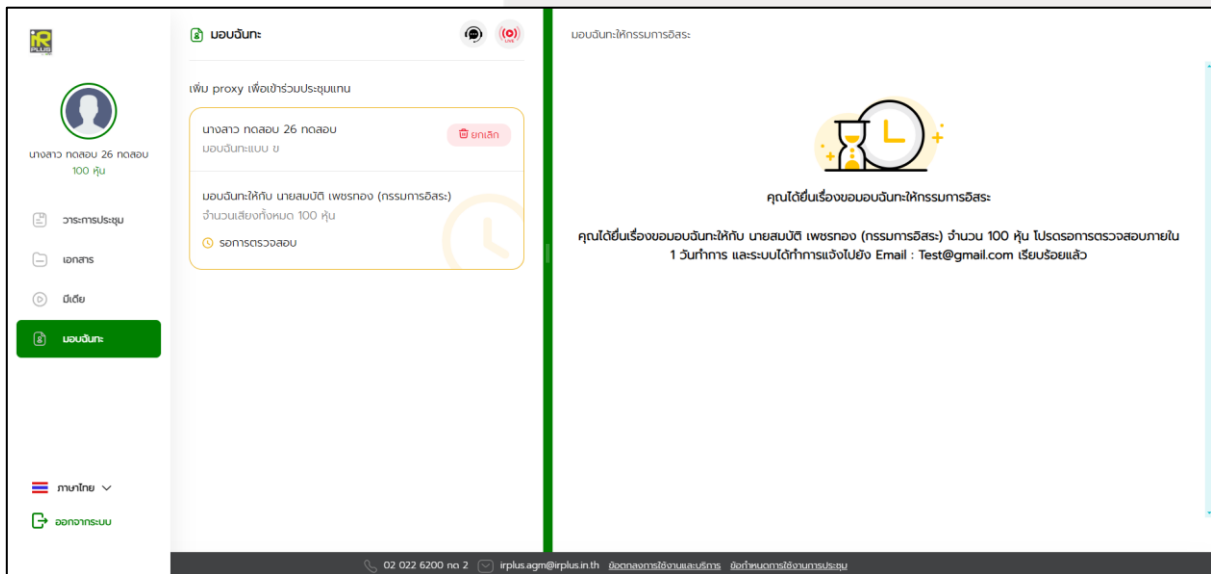 iR
PLUS
นางสาว ทดสอบ 26 ทดสอบ
100 หุ้น
วาระการประชุม
เอกสาร
มีเดีย
มอบฉันทะ
ภาษาไทย
ออกจากระบบ
มอบฉันทะ
LIVE
เพิ่ม proxy เพื่อเข้าร่วมประชุมแทน
นางสาว ทดสอบ 26 ทดสอบ
ยกเลิก
มอบฉันทะแบบ ข
มอบฉันทะให้กับ นายสมบัติ เพชรทอง (กรรมการอิสระ)
จำนวนเสียงทั้งหมด 100 หุ้น
รอการตรวจสอบ
มอบฉันทะให้กรรมการอิสระ
คุณได้ยื่นเรื่องขอมอบฉันทะให้กรรมการอิสระ
คุณได้ยื่นเรื่องขอมอบฉันทะให้กับ นายสมบัติ เพชรทอง (กรรมการอิสระ) จำนวน 100 หุ้น โปรดรอการตรวจสอบภายใน
1 วันทำการ และระบบได้ทำการแจ้งไปยัง Email : Test@gmail.com เรียบร้อยแล้ว
02 022 6200 กด 2 irplus.agm@irplus.in.th ข้อตกลงการใช้งานและบริการ ข้อกำหนดการใช้งานการประชุม